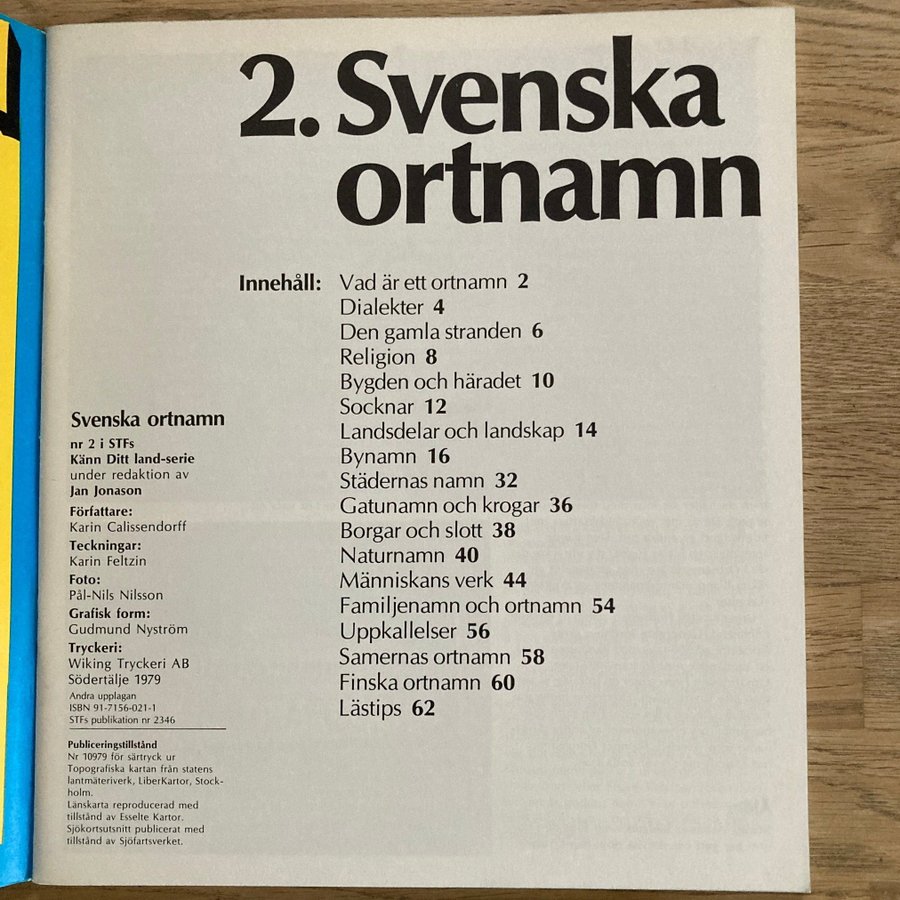 2. Svenska
ortnamn
Innehåll: Vad är ett ortnamn 2
Dialekter 4
Den gamla stranden 6
Religion 8
Bygden och häradet 10
Socknar 12
Landsdelar och landskap 14
Bynamn 16
Städernas namn 32
Gatunamn och krogar 36
Borgar och slott 38
Naturnamn 40
Människans verk 44
Familjenamn och ortnamn 54
Uppkallelser 56
Samernas ortnamn 58
Finska ortnamn 60
Lästips 62
Svenska ortnamn
nr 2 i STFs
Känn Ditt land-serie
under redaktion av
Jan Jonason
Författare:
Karin Calissendorff
Teckningar:
Karin Feltzin
Foto:
Pål-Nils Nilsson
Grafisk form:
Gudmund Nyström
Tryckeri:
Wiking Tryckeri AB
Södertälje 1979
Andra upplagan
ISBN 91-7156-021-1
STFs publikation nr 2346
Publiceringstillstånd
Nr 10979 för särtryck ur
Topografiska kartan från statens
lantmäteriverk, LiberKartor, Stock-
holm.
Länskarta reproducerad med
tillstånd av Esselte Kartor.
Sjökortsutsnitt publicerat med
tillstånd av Sjöfartsverket.